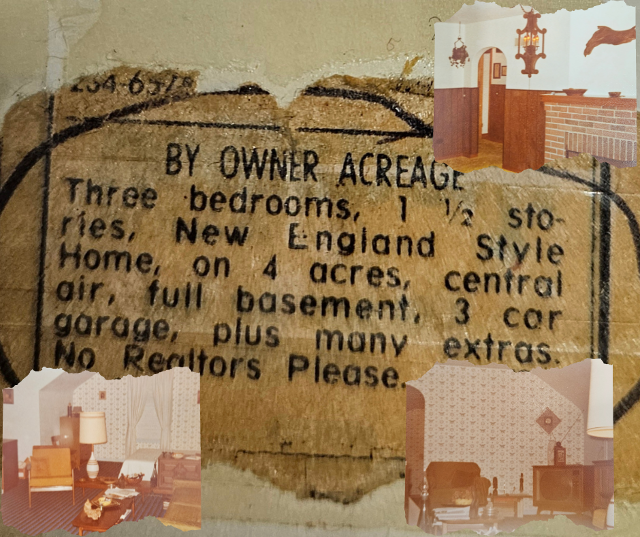 BY OWNER ACREAGE
Three bedrooms, 1 ½ sto-
ries, New England Style
Home, on 4 acres, central
air, full basement, 3 car
garage, plus many extras.
No Realtors Please.